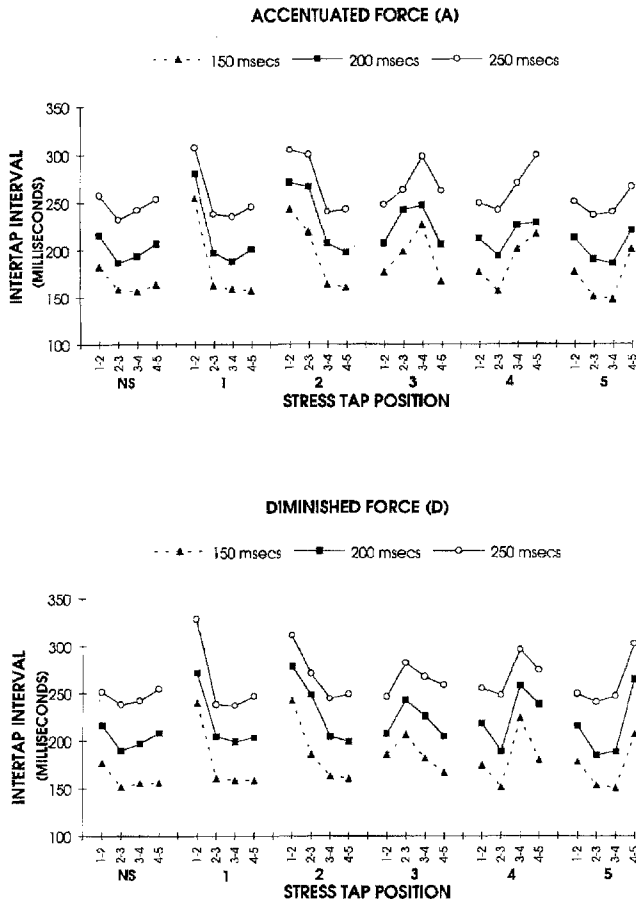 ACCENTUATED FORCE (A)
150 msecs 200 msecs 250 msecs
INTERTAP INTERVAL
(MILLISECONDS)
350
300
250
200
150
100
1-2 2-3 3-4 4-5 1-2 2-3 3-4 4-5 1-2 2-3 3-4 4-5 1-2 2-3 3-4 4-5 1-2 2-3 3-4 4-5 1-2 2-3 3-4 4-5
NS 1 2 3 4 5
STRESS TAP POSITION
DIMINISHED FORCE (D)
150 msecs 200 msecs 250 msecs
INTERTAP INTERVAL
(MILLISECONDS)
350
300
250
200
150
100
1-2 2-3 3-4 4-5 1-2 2-3 3-4 4-5 1-2 2-3 3-4 4-5 1-2 2-3 3-4 4-5 1-2 2-3 3-4 4-5 1-2 2-3 3-4 4-5
NS 1 2 3 4 5
STRESS TAP POSITION